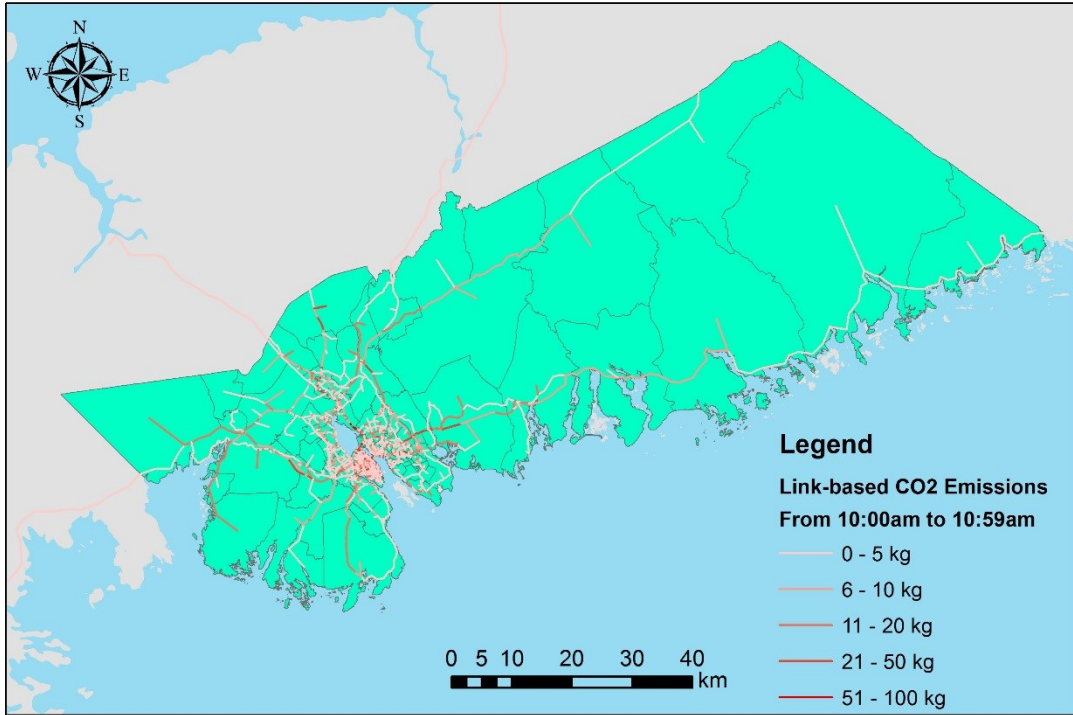 N
W E
S
Legend
Link-based CO2 Emissions
From 10:00am to 10:59am
0 - 5 kg
6 - 10 kg
11 - 20 kg
21 - 50 kg
51 - 100 kg
0 5 10 20 30 40
km